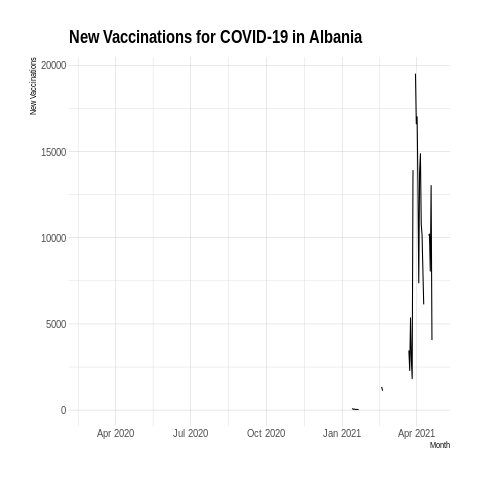 New Vaccinations for COVID-19 in Albania
New Vaccinations
20000
15000
10000
5000
0
Apr 2020 Jul 2020 Oct 2020 Jan 2021 Apr 2021
Month